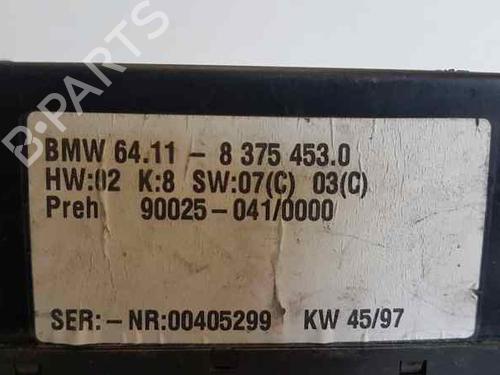 B-PARTS
BMW 64.11 - 8 375 453.0
HW:02 K:8 SW:07(C) 03(C)
Preh 90025-041/0000
SER:-NR:00405299 KW 45/97